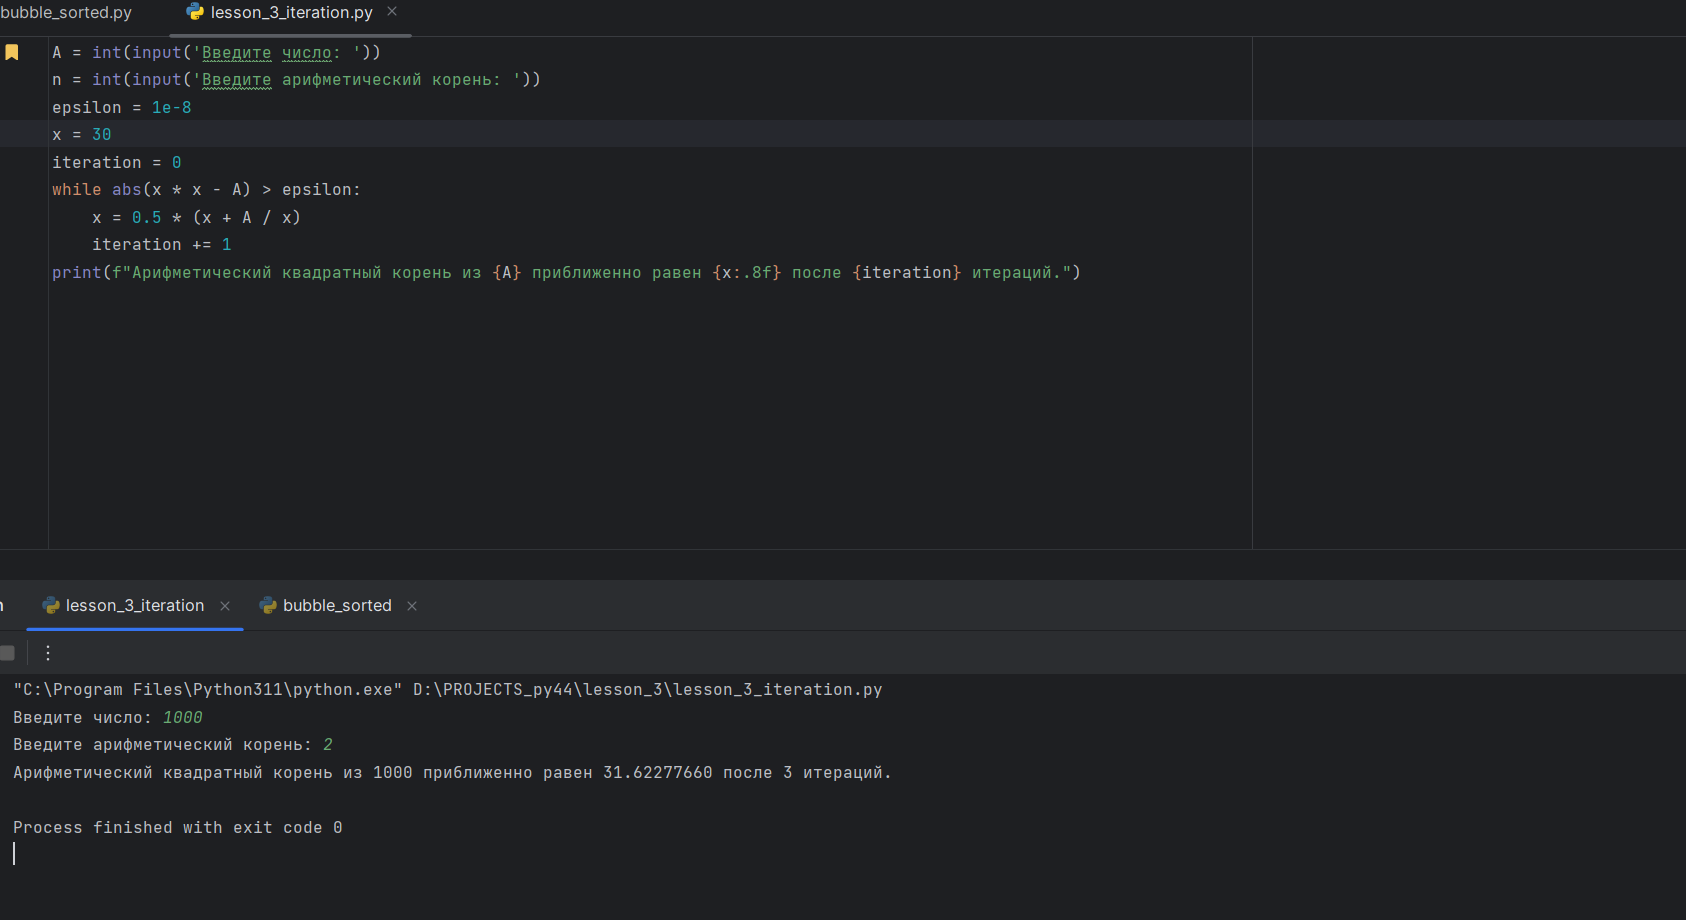 bubble_sorted.py lesson_3_iteration.py
A = int(input('Введите число: '))
n = int(input('Введите арифметический корень: '))
epsilon = 1e-8
x = 30
iteration = 0
while abs(x * x - A) > epsilon:
    x = 0.5 * (x + A / x)
    iteration += 1
print(f"Арифметический квадратный корень из {A} приближенно равен {x:.8f} после {iteration} итераций.")
lesson_3_iteration bubble_sorted
"C:\Program Files\Python311\python.exe" D:\PROJECTS_py44\lesson_3\lesson_3_iteration.py
Введите число: 1000
Введите арифметический корень: 2
Арифметический квадратный корень из 1000 приближенно равен 31.62277660 после 3 итераций.
Process finished with exit code 0